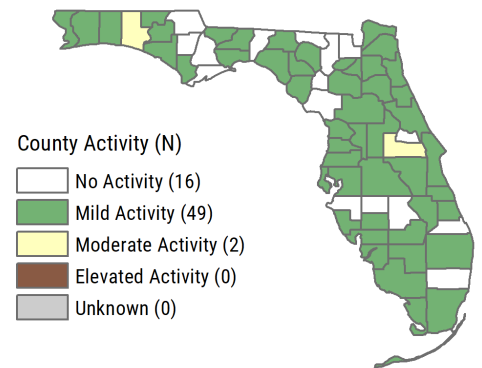 County Activity (N)
No Activity (16)
Mild Activity (49)
Moderate Activity (2)
Elevated Activity (0)
Unknown (0)